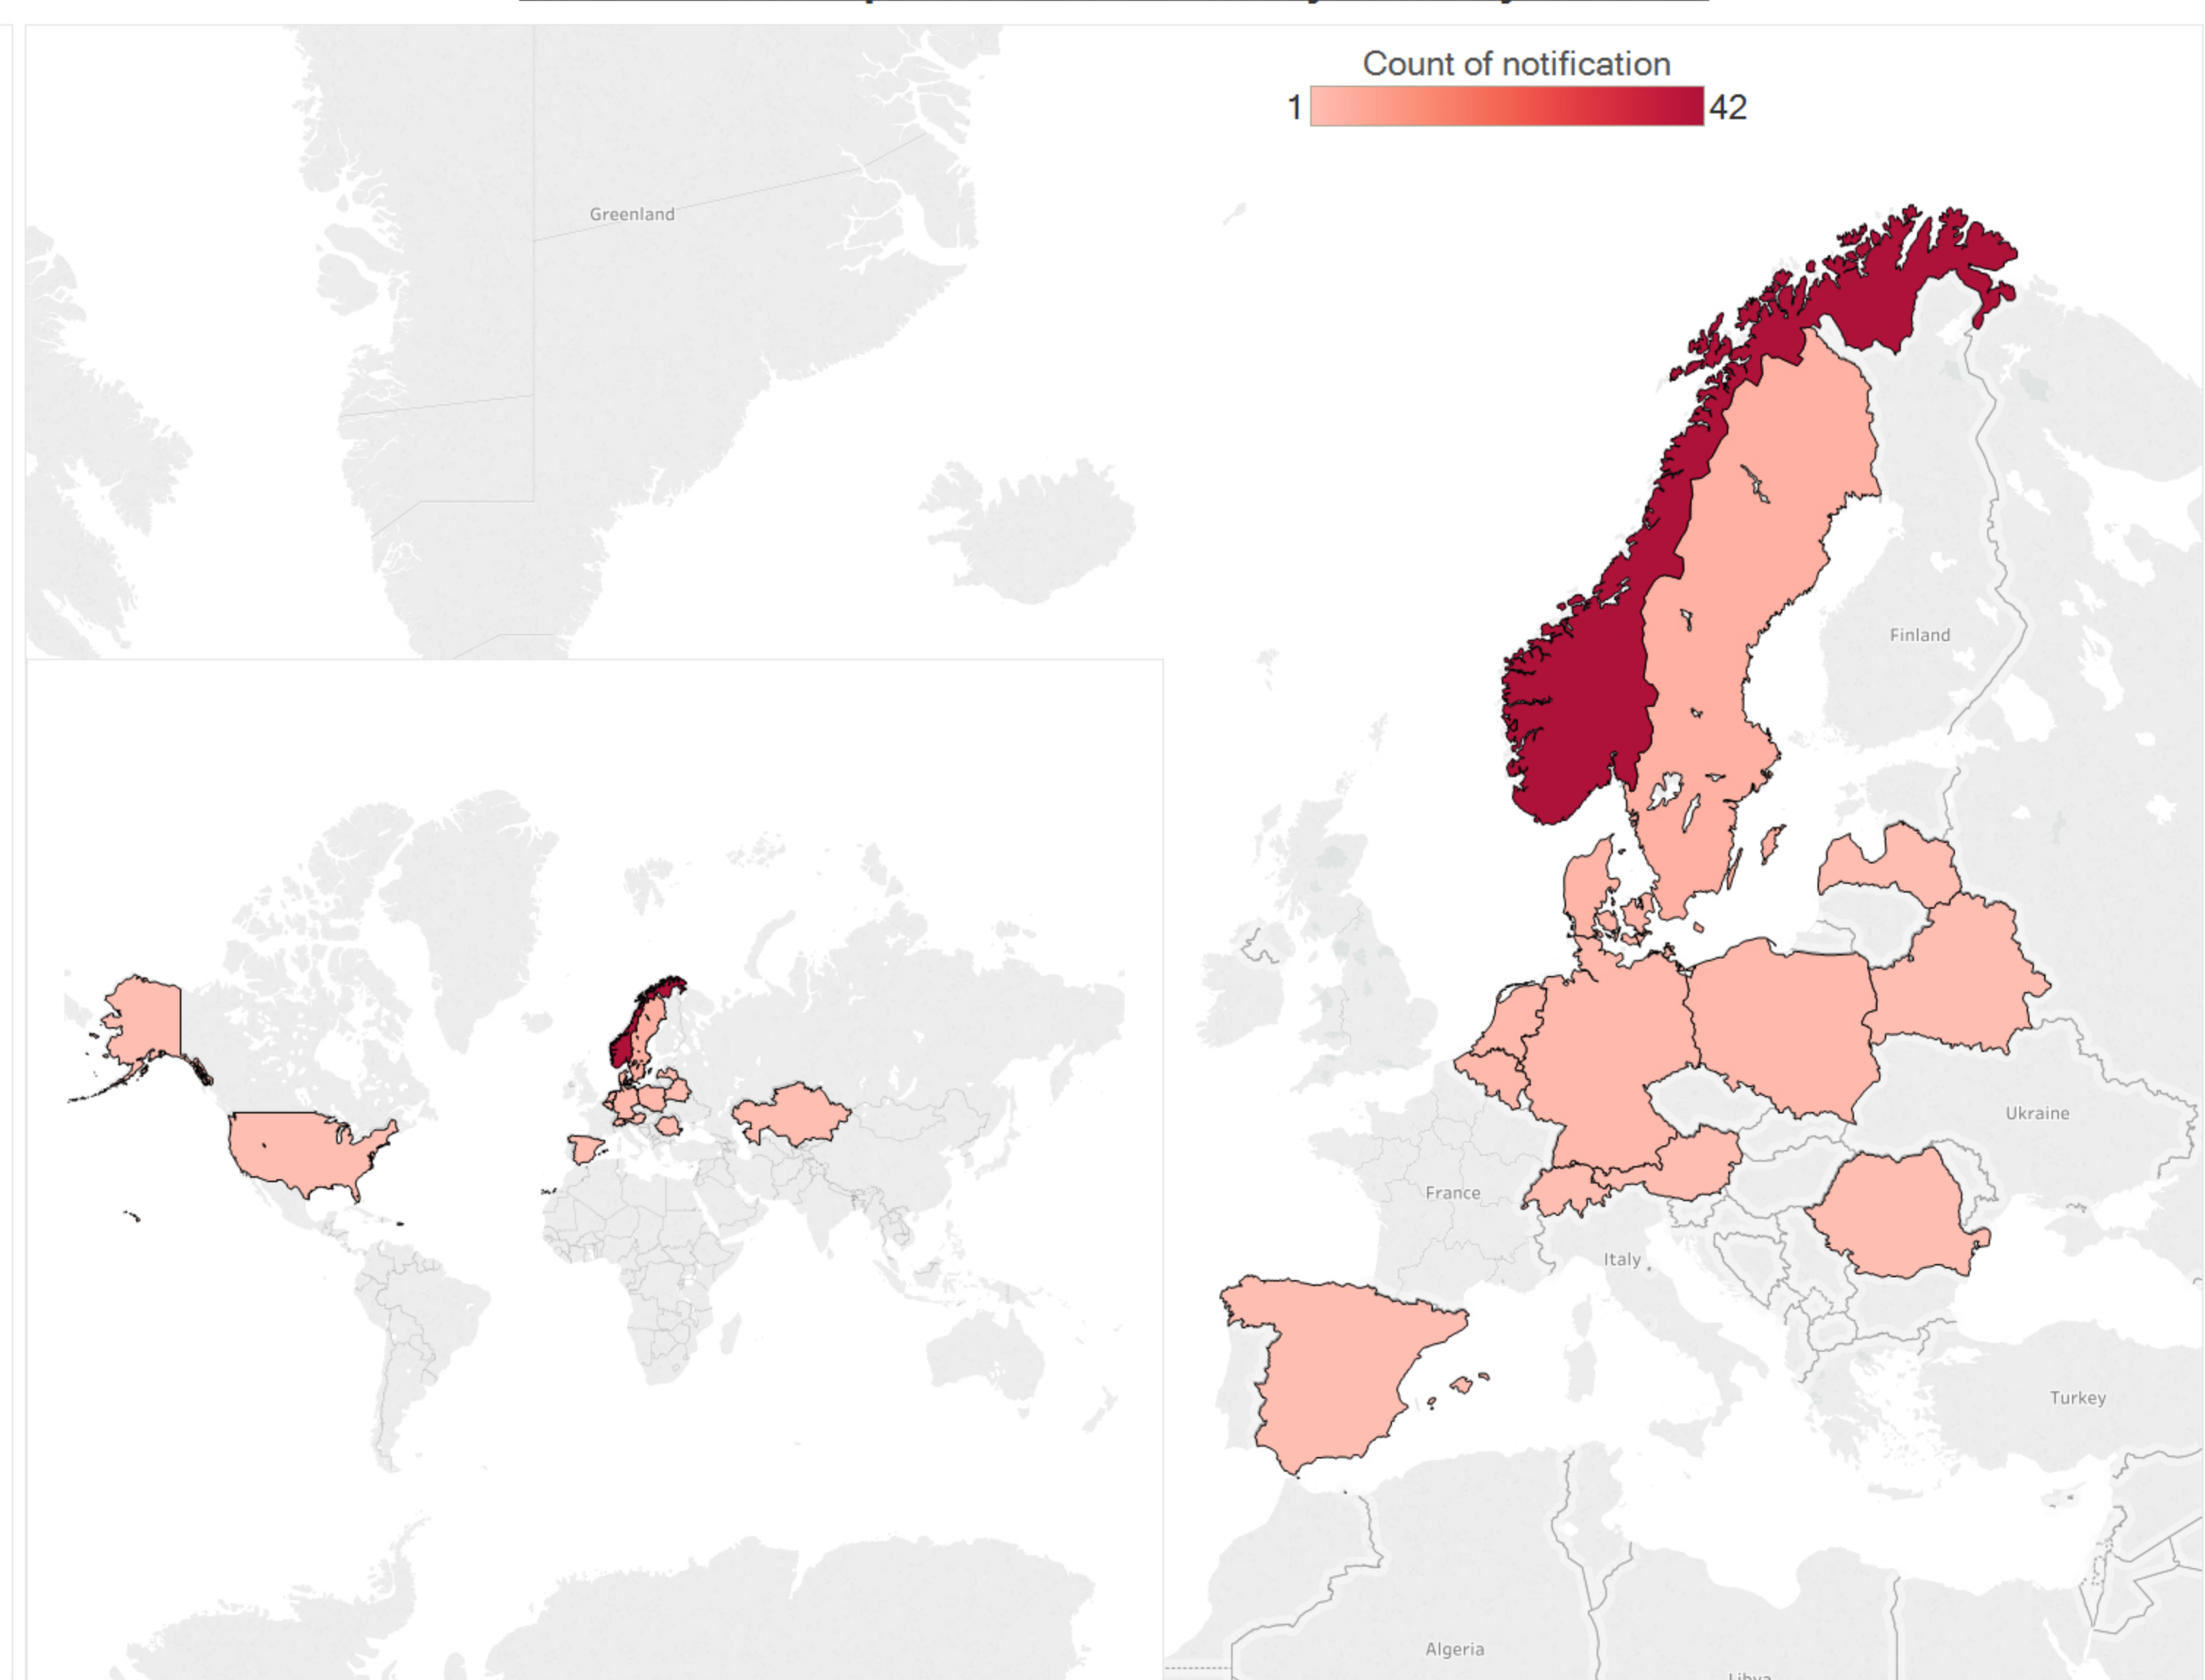 Count of notification
1 42
Greenland
Finland
Ukraine
France
Italy
Turkey
Algeria